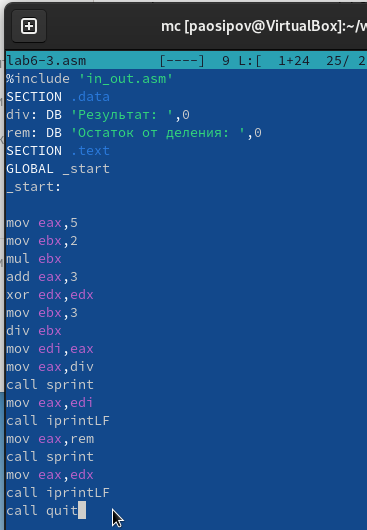 mc [paosipov@VirtualBox]:~/w
lab6-3.asm [----] 9 L:[ 1+24 25/ 2
%include 'in_out.asm'
SECTION .data
div: DB 'Результат: ',0
rem: DB 'Остаток от деления: ',0
SECTION .text
GLOBAL _start
_start:
mov eax,5
mov ebx,2
mul ebx
add eax,3
xor edx,edx
mov ebx,3
div ebx
mov edi,eax
mov eax,div
call sprint
mov eax,edi
call iprintLF
mov eax,rem
call sprint
mov eax,edx
call iprintLF
call quit